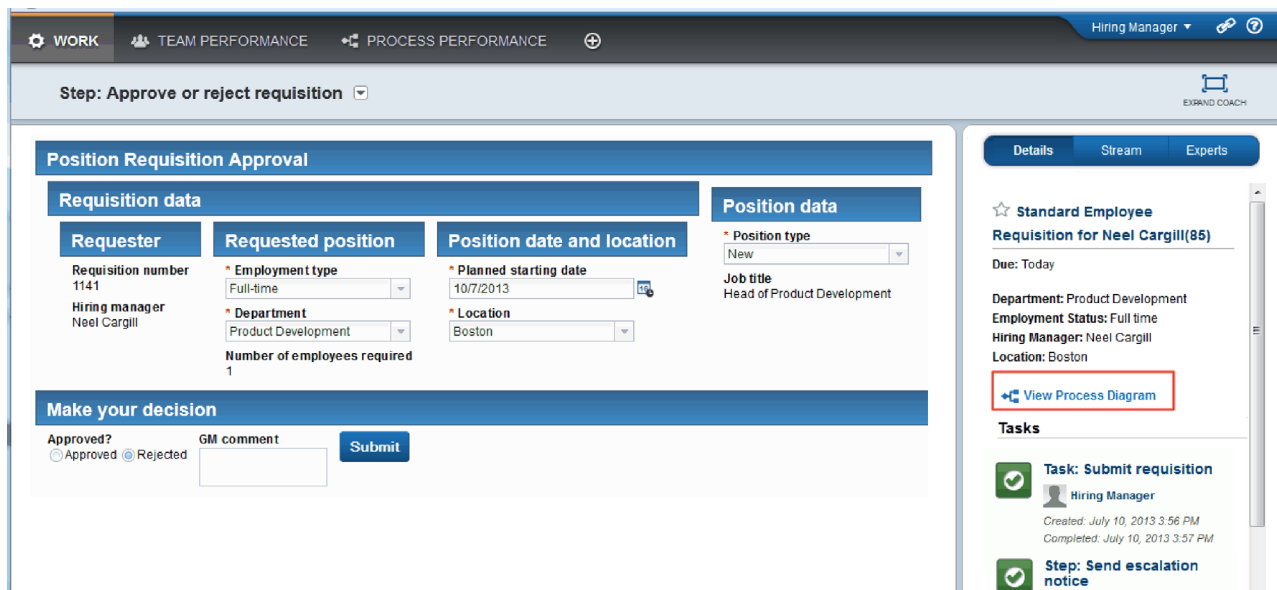 WORK TEAM PERFORMANCE PROCESS PERFORMANCE Hiring Manager
Step: Approve or reject requisition
EXPAND COACH
Position Requisition Approval
Requisition data
Requester
Requisition number
1141
Hiring manager
Neel Cargill
Requested position
* Employment type
Full-time
* Department
Product Development
Number of employees required
1
Position date and location
* Planned starting date
10/7/2013
* Location
Boston
Position data
* Position type
New
Job title
Head of Product Development
Make your decision
Approved?
Approved Rejected
GM comment
Submit
Details Stream Experts
Standard Employee
Requisition for Neel Cargill(85)
Due: Today
Department: Product Development
Employment Status: Full time
Hiring Manager: Neel Cargill
Location: Boston
View Process Diagram
Tasks
Task: Submit requisition
Hiring Manager
Created: July 10, 2013 3:56 PM
Completed: July 10, 2013 3:57 PM
Step: Send escalation
notice